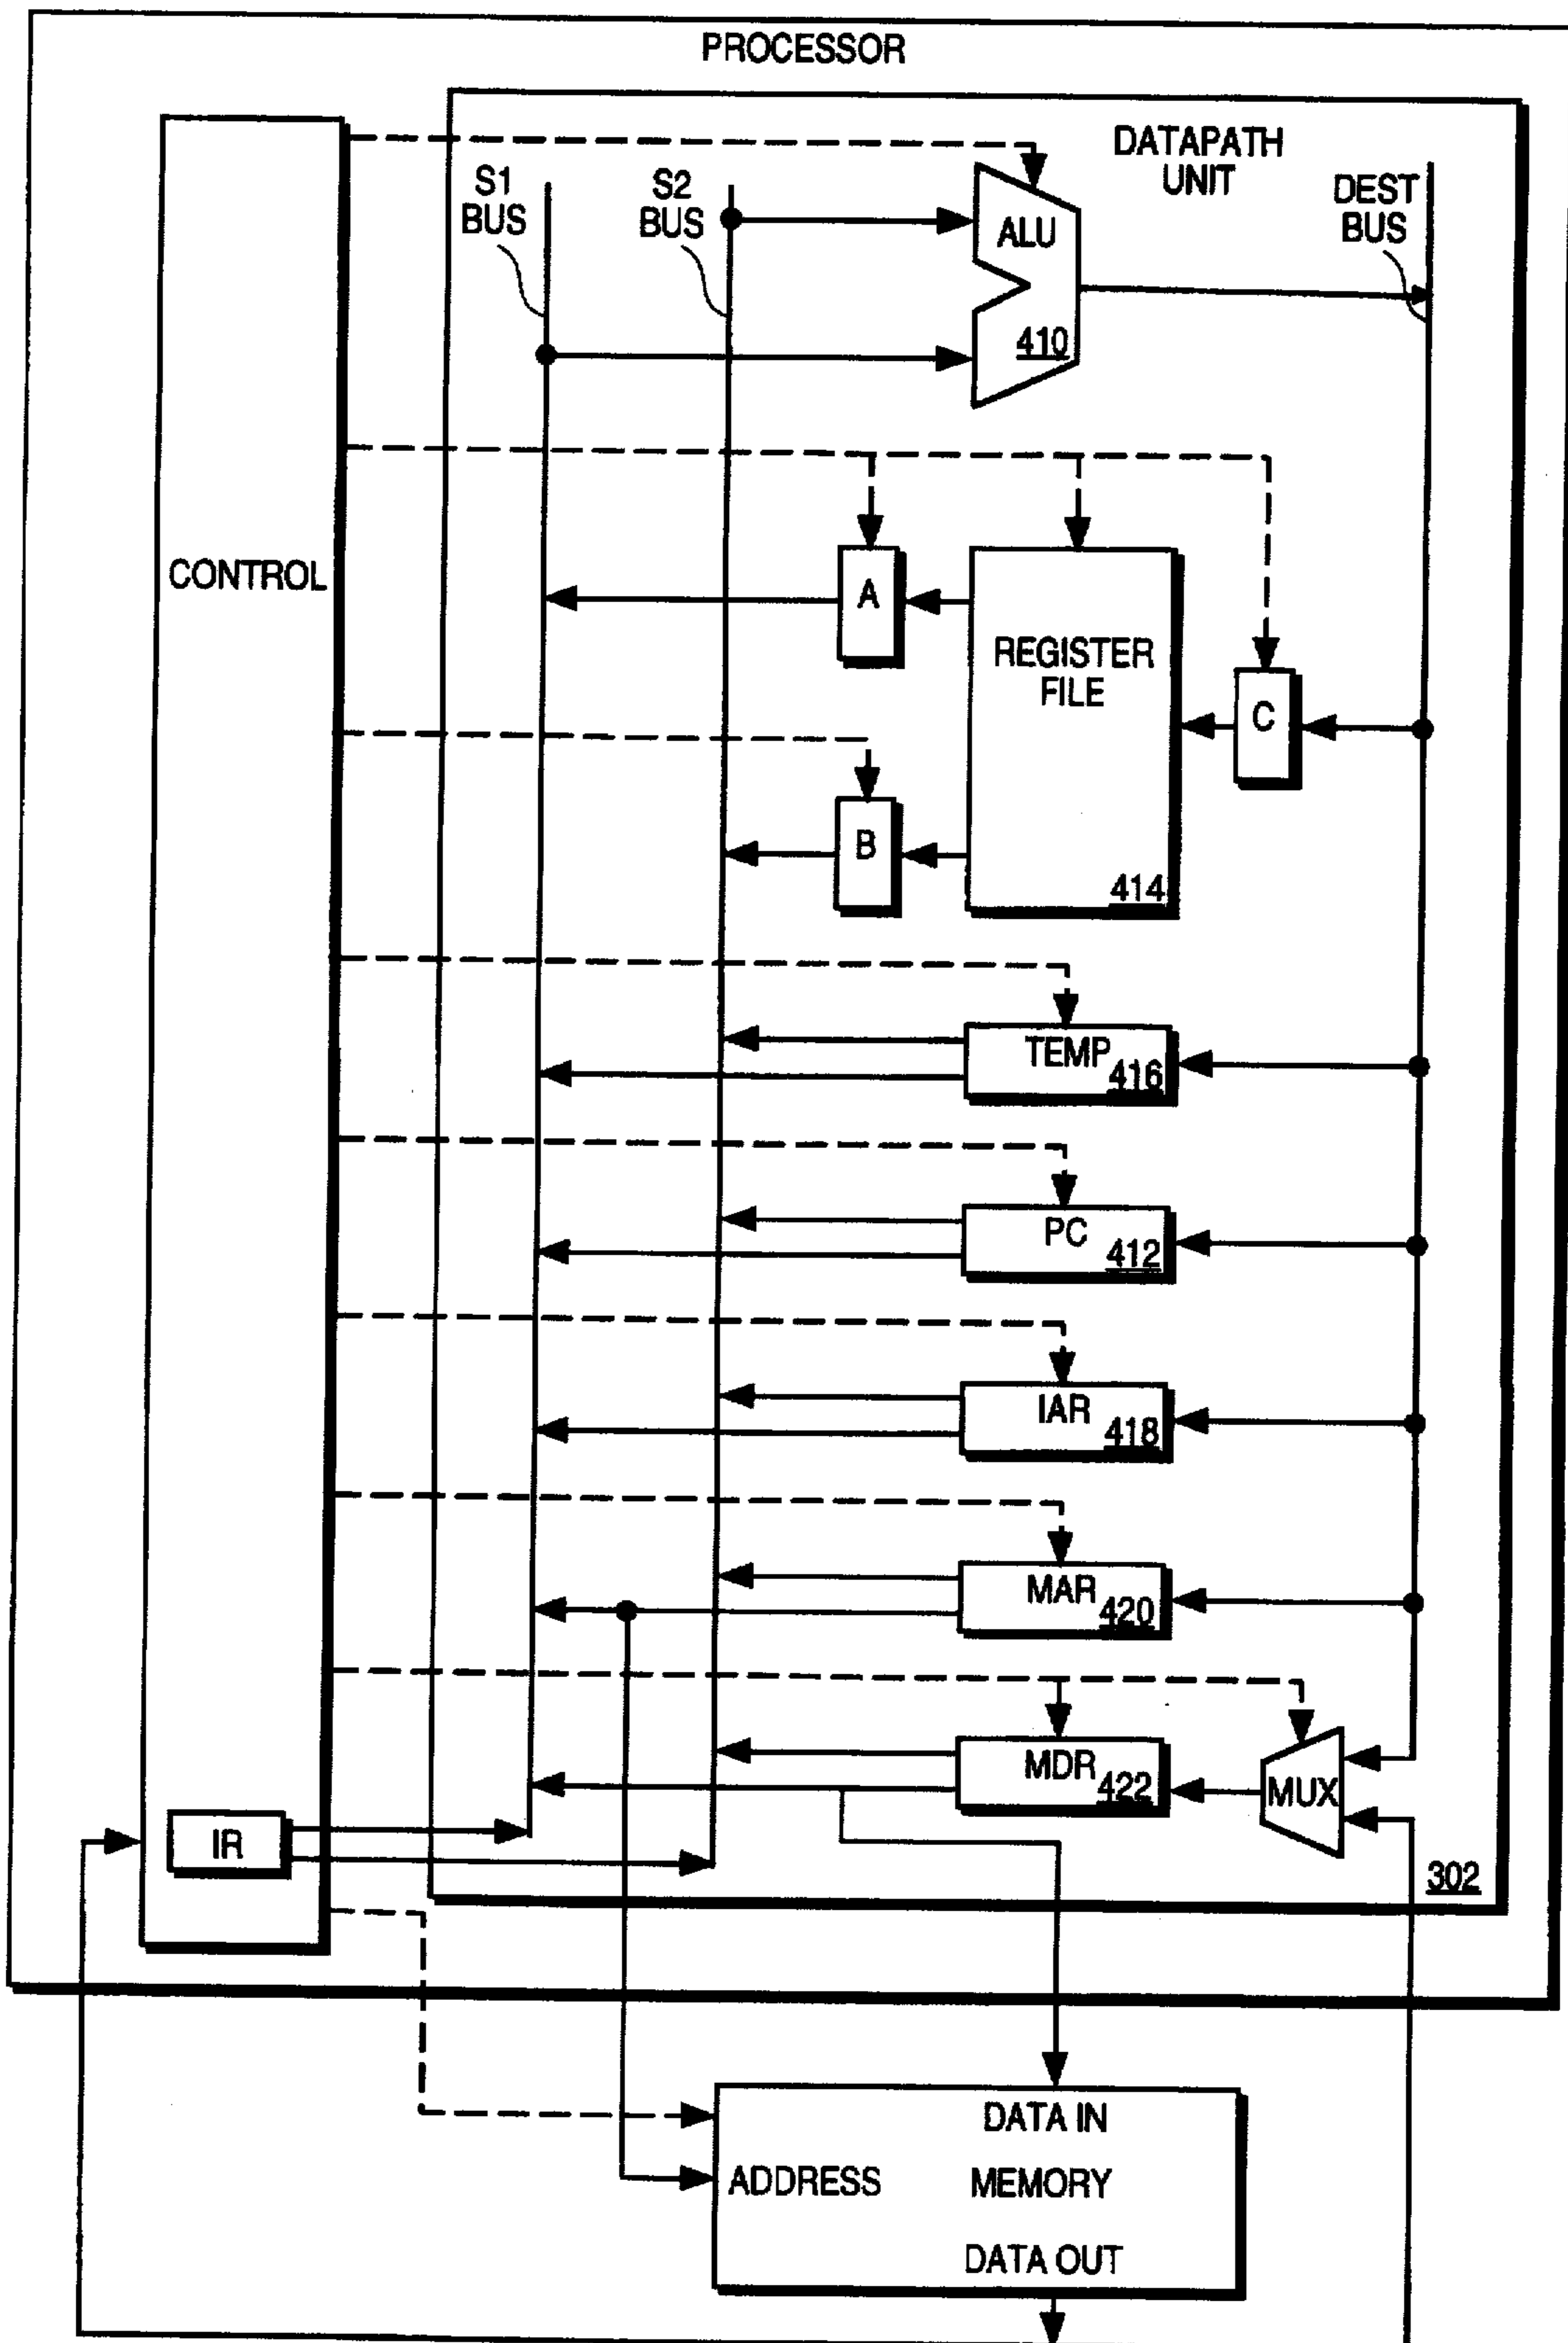 PROCESSOR
DATAPATH
UNIT
S1
BUS
S2
BUS
DEST
BUS
ALU
410
CONTROL
A
REGISTER
FILE
C
B
414
TEMP
416
PC
412
IAR
418
MAR
420
MDR
422
MUX
IR
302
DATA IN
ADDRESS
MEMORY
DATA OUT